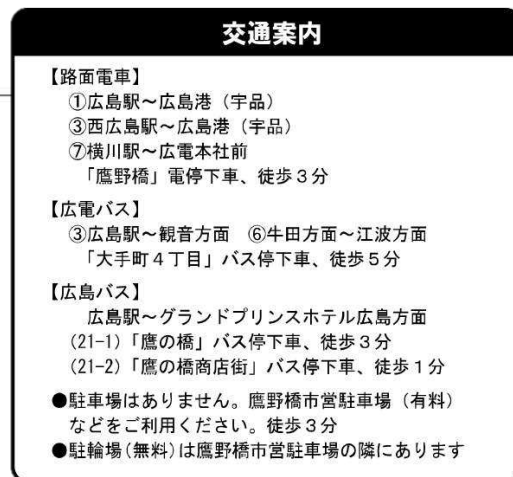 交通案内
【路面電車】
①広島駅～広島港（宇品）
③西広島駅～広島港（宇品）
⑦横川駅～広電本社前
「鷹野橋」電停下車、徒歩３分
【広電バス】
③広島駅～観音方面　⑥牛田方面～江波方面
「大手町４丁目」バス停下車、徒歩５分
【広島バス】
広島駅～グランドプリンスホテル広島方面
(21-1)「鷹の橋」バス停下車、徒歩３分
(21-2)「鷹の橋商店街」バス停下車、徒歩１分
●駐車場はありません。鷹野橋市営駐車場（有料）
などをご利用ください。徒歩３分
●駐輪場(無料)は鷹野橋市営駐車場の隣にあります